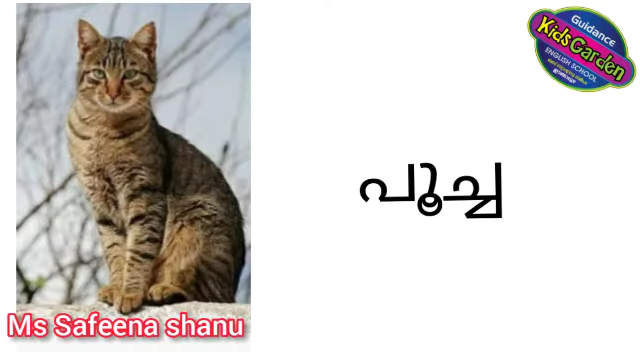 Guidance
Kids Garden
ENGLISH SCHOOL
പൂച്ച
Ms Safeena shanu